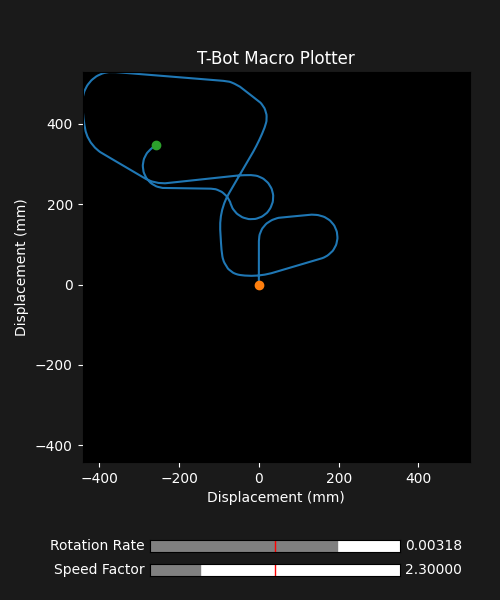 T-Bot Macro Plotter
Displacement (mm)
400
200
0
−200
−400
−400 −200 0 200 400
Displacement (mm)
Rotation Rate 0.00318
Speed Factor 2.30000